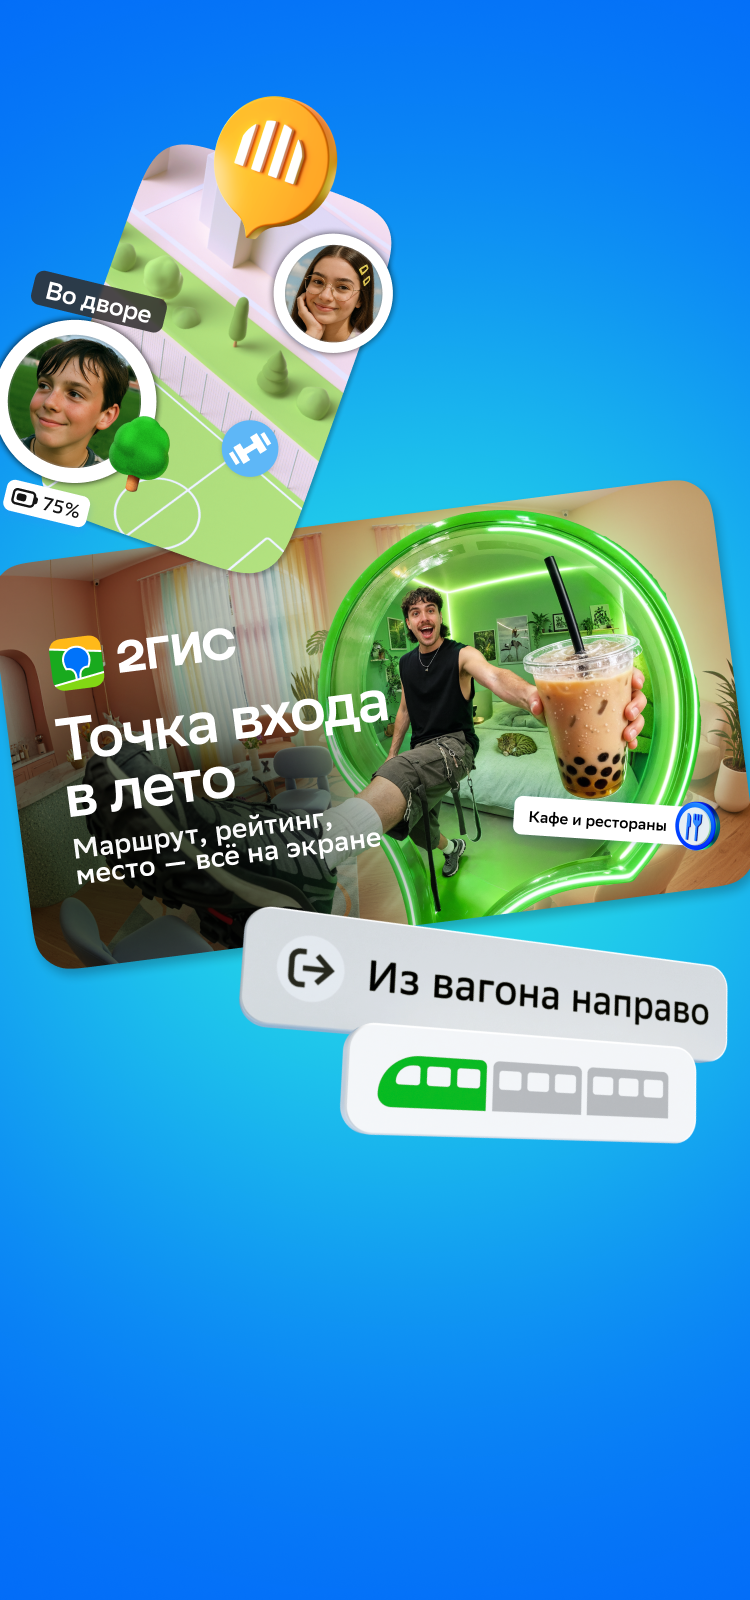 Во дворе
75%
2ГИС
Точка входа
в лето
Маршрут, рейтинг,
место — всё на экране
Кафе и рестораны
Из вагона направо